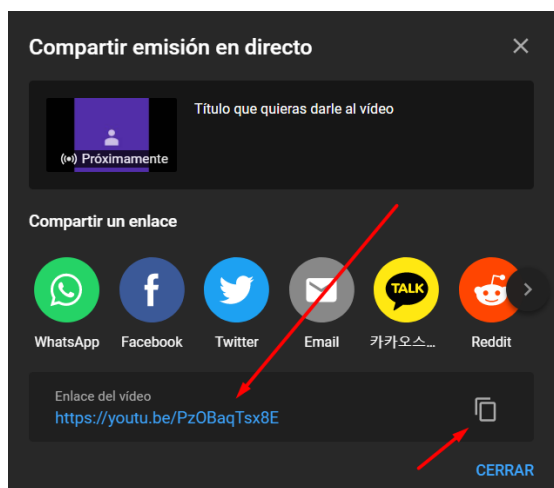 Compartir emisión en directo
Título que quieras darle al vídeo
Próximamente
Compartir un enlace
TALK
WhatsApp Facebook Twitter Email 카카오스... Reddit
Enlace del vídeo
https://youtu.be/PzOBaqTsx8E
CERRAR